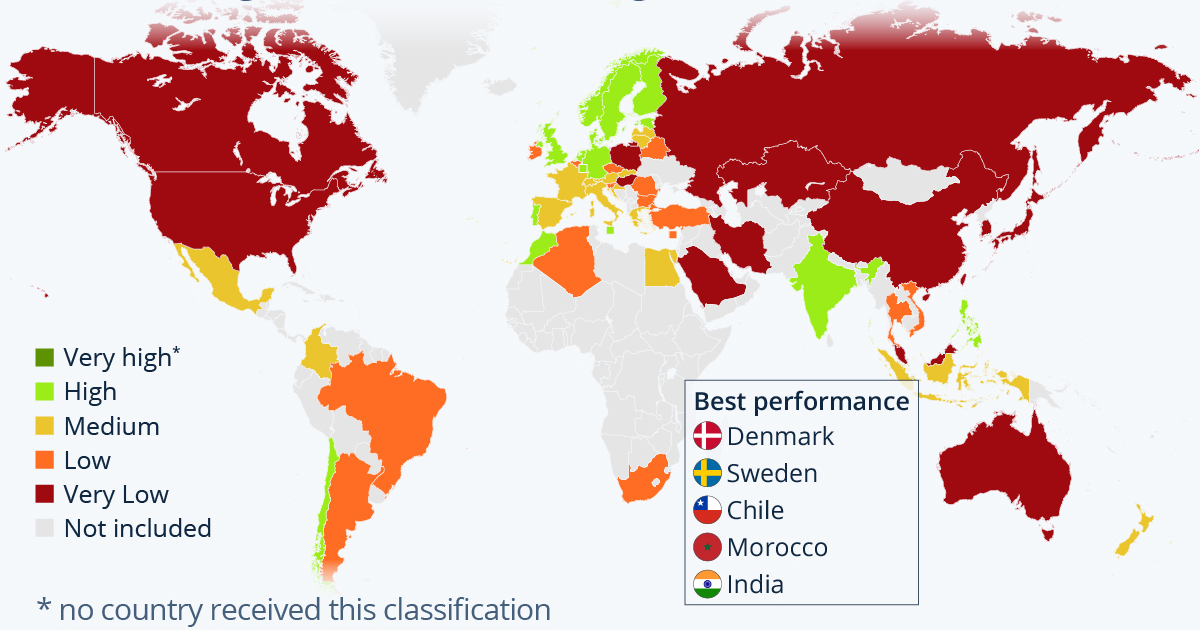 Very high*
High
Medium
Low
Very Low
Not included
* no country received this classification
Best performance
Denmark
Sweden
Chile
Morocco
India